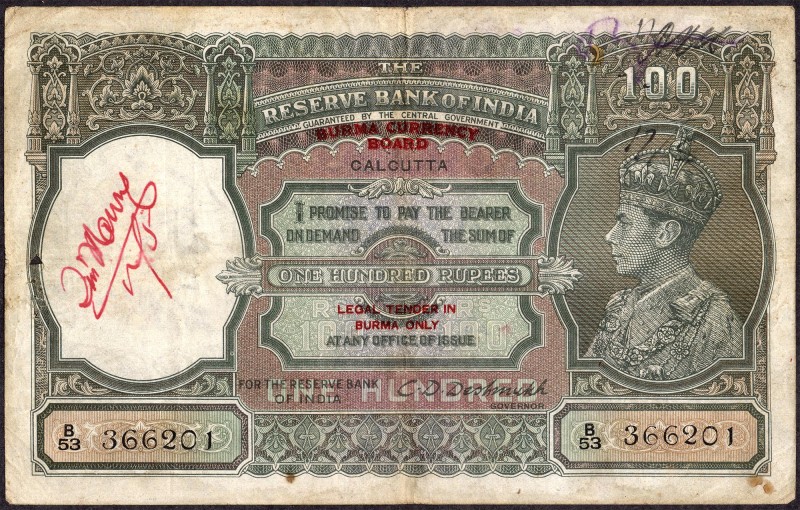 THE
100
RESERVE BANK OF INDIA
GUARANTEED BY THE CENTRAL GOVERNMENT
BURMA CURRENCY
BOARD
CALCUTTA
I PROMISE TO PAY THE BEARER
ON DEMAND THE SUM OF
ONE HUNDRED RUPEES
LEGAL TENDER IN
BURMA ONLY
AT ANY OFFICE OF ISSUE
FOR THE RESERVE BANK
OF INDIA
C. D. Deshmukh
GOVERNOR
B
53 366201
B
53 366201